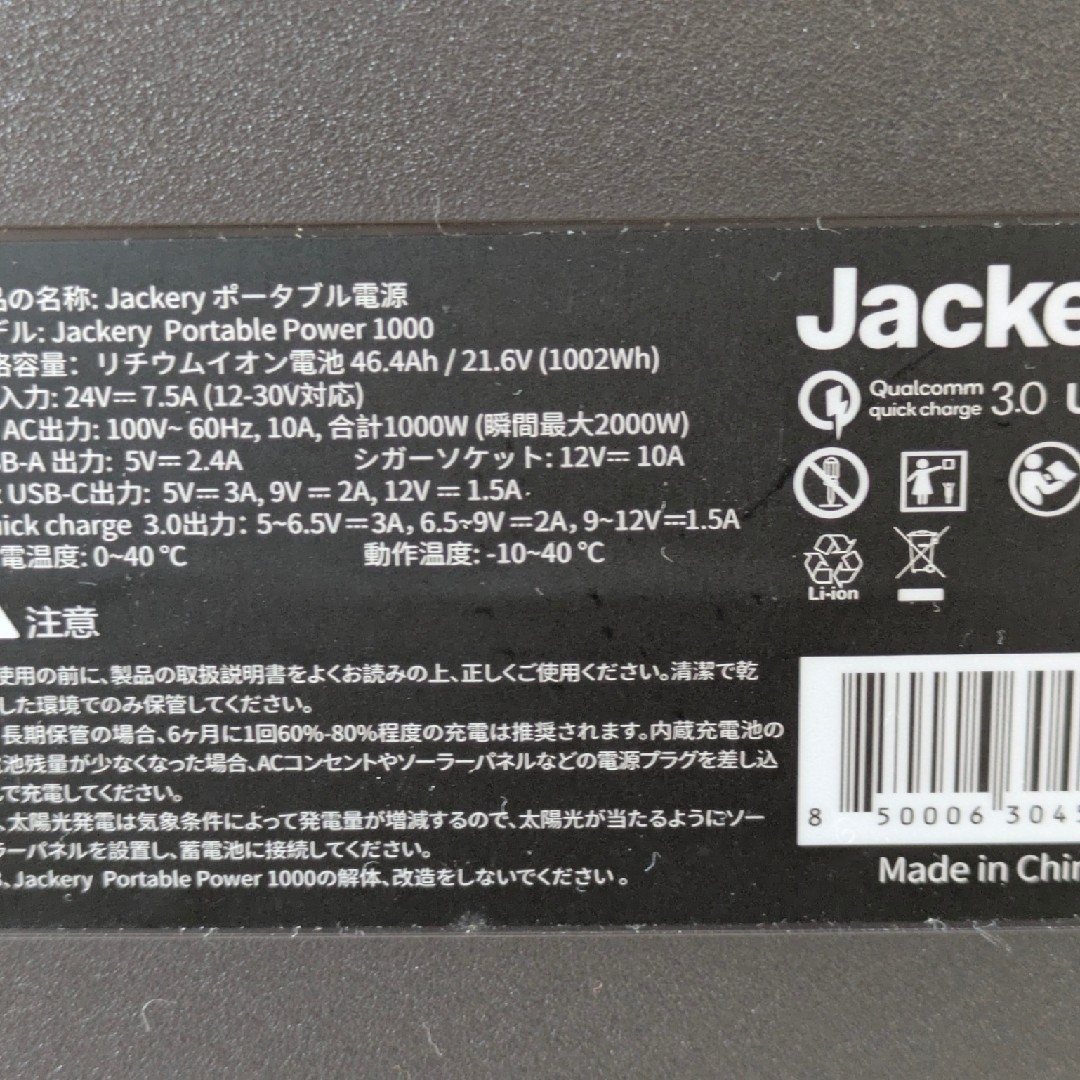 品の名称: Jackery ポータブル電源
デル: Jackery Portable Power 1000
格容量: リチウムイオン電池 46.4Ah / 21.6V (1002Wh)
入力: 24V⎓7.5A (12-30V対応)
AC出力: 100V~ 60Hz, 10A, 合計1000W (瞬間最大2000W)
B-A 出力: 5V⎓2.4A シガーソケット: 12V⎓10A
USB-C出力: 5V⎓3A, 9V⎓2A, 12V⎓1.5A
uick charge 3.0出力: 5~6.5V⎓3A, 6.5~9V⎓2A, 9~12V⎓1.5A
電温度: 0~40 ℃ 動作温度: -10~40 ℃
注意
使用の前に、製品の取扱説明書をよくお読みの上、正しくご使用ください。清潔で乾
した環境でのみ保管してください。
長期保管の場合、6ヶ月に1回60%-80%程度の充電は推奨されます。内蔵充電池の
池残量が少なくなった場合、ACコンセントやソーラーパネルなどの電源プラグを差し込
で充電してください。
、太陽光発電は気象条件によって発電量が増減するので、太陽光が当たるようにソー
ラーパネルを設置し、蓄電池に接続してください。
、Jackery Portable Power 1000の解体、改造をしないでください。
Jacke
Qualcomm
quick charge 3.0
Li-ion
8 50006 304
Made in Chin